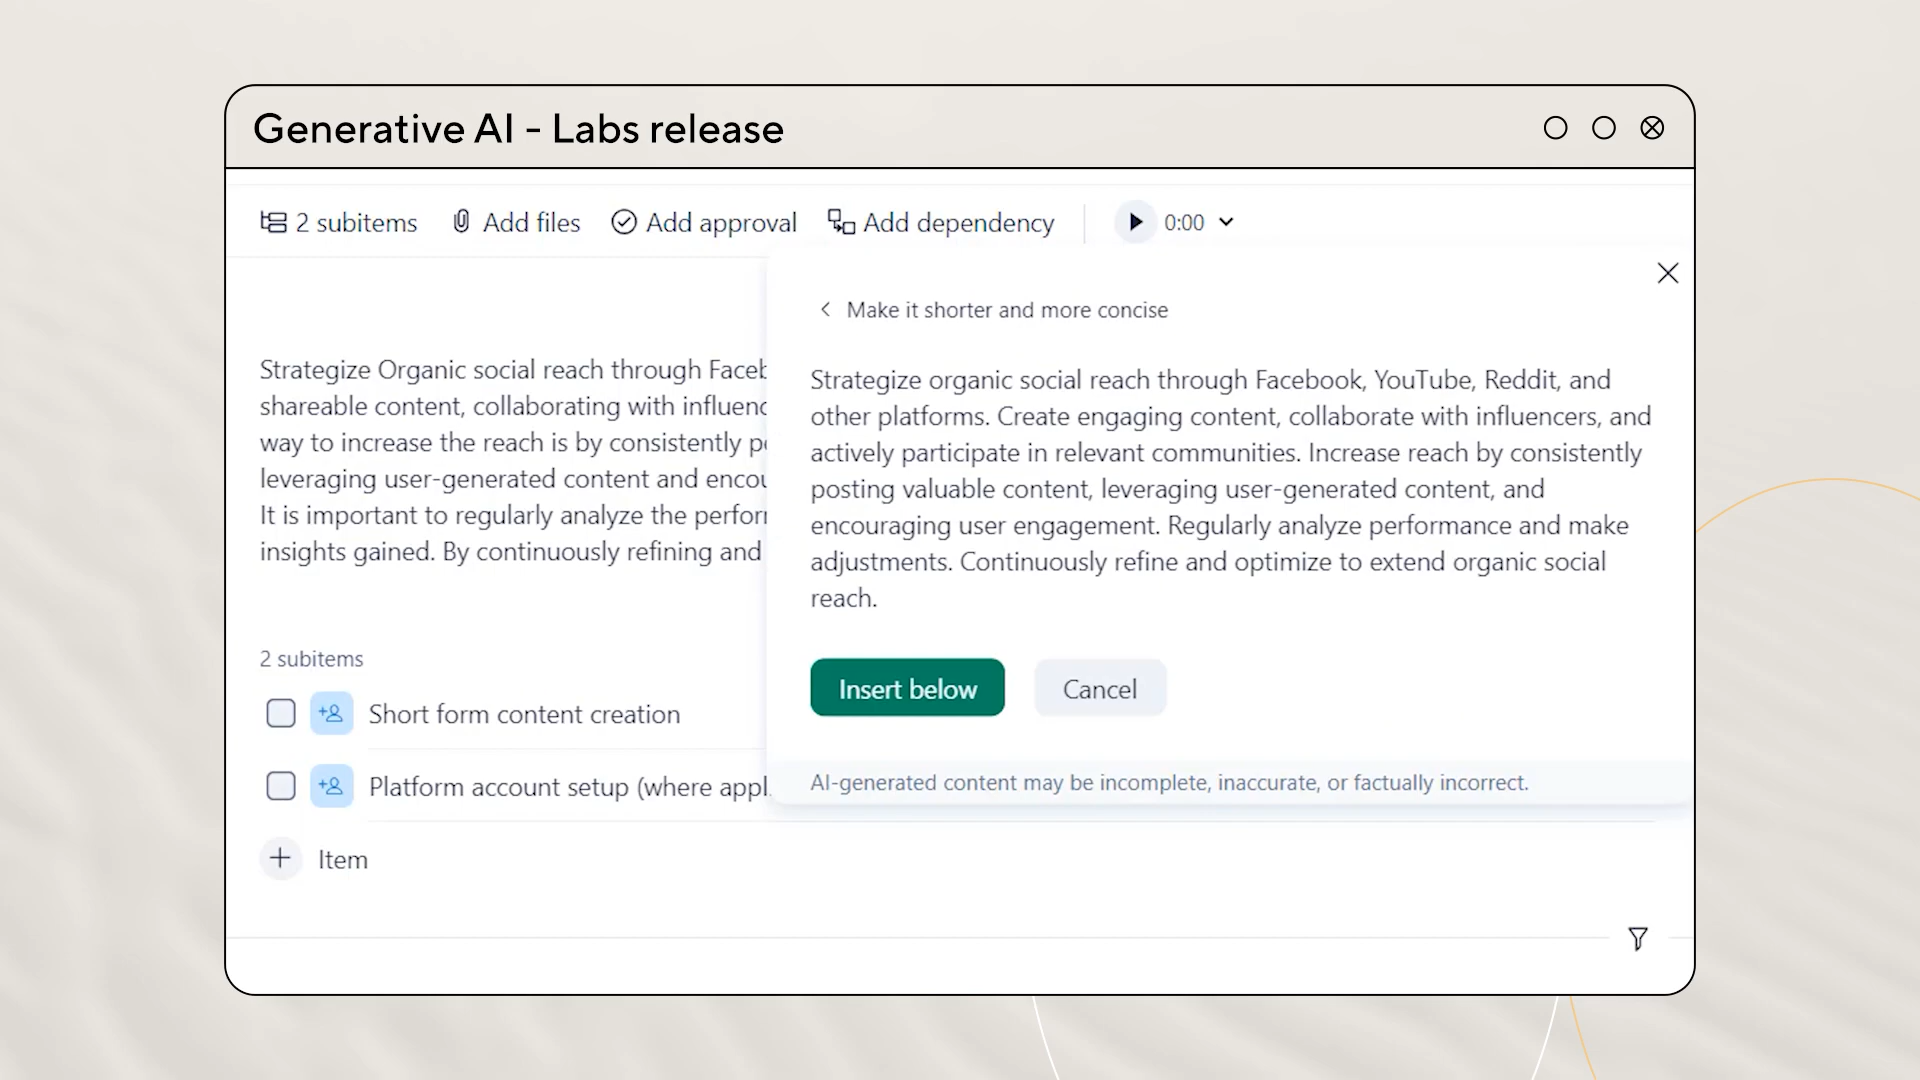 Generative AI - Labs release
2 subitems
Add files
Add approval
Add dependency
0:00
Strategize Organic social reach through
shareable content, collaborating with
way to increase the reach is by consistently
leveraging user-generated content and
It is important to regularly analyze the
insights gained. By continuously refining and
2 subitems
Short form content creation
Platform account setup (where
Item
Make it shorter and more concise
Strategize organic social reach through Facebook, YouTube, Reddit, and
other platforms. Create engaging content, collaborate with influencers, and
actively participate in relevant communities. Increase reach by consistently
posting valuable content, leveraging user-generated content, and
encouraging user engagement. Regularly analyze performance and make
adjustments. Continuously refine and optimize to extend organic social
reach.
Insert below
Cancel
AI-generated content may be incomplete, inaccurate, or factually incorrect.